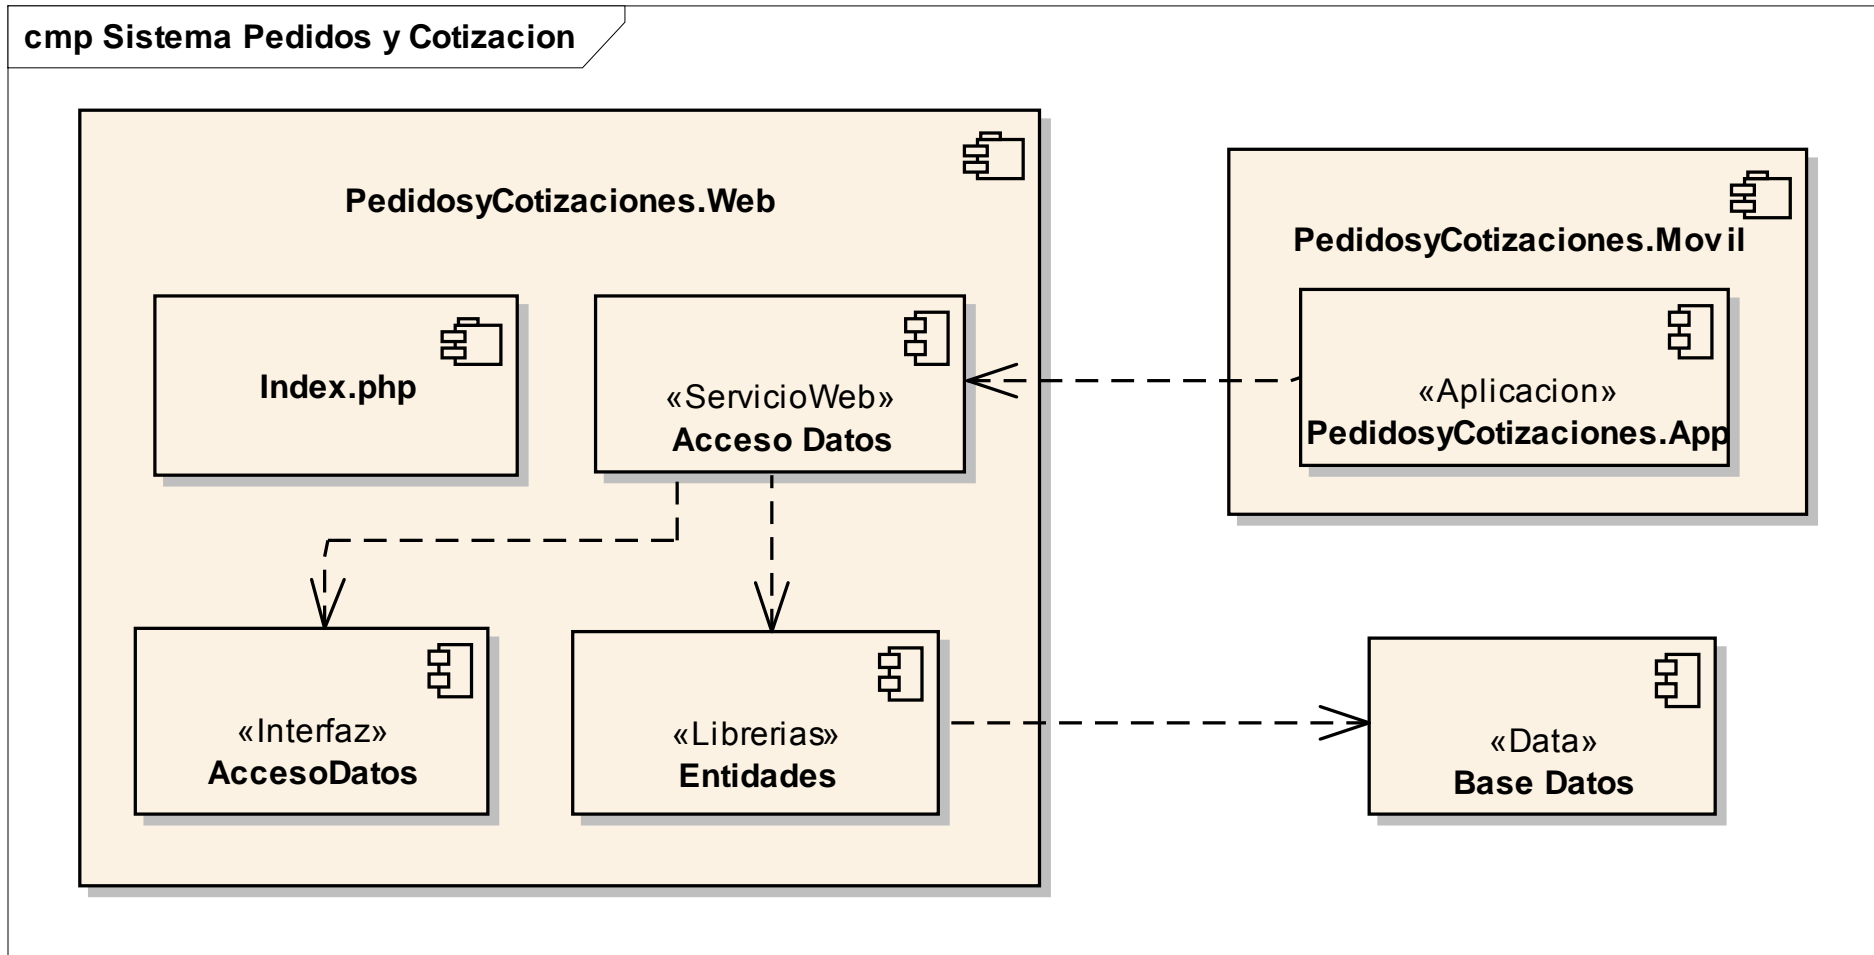 cmp Sistema Pedidos y Cotizacion
PedidosyCotizaciones.Web
PedidosyCotizaciones.Movil
Index.php
«ServicioWeb»
Acceso Datos
«Aplicacion»
PedidosyCotizaciones.App
«Interfaz»
AccesoDatos
«Librerias»
Entidades
«Data»
Base Datos